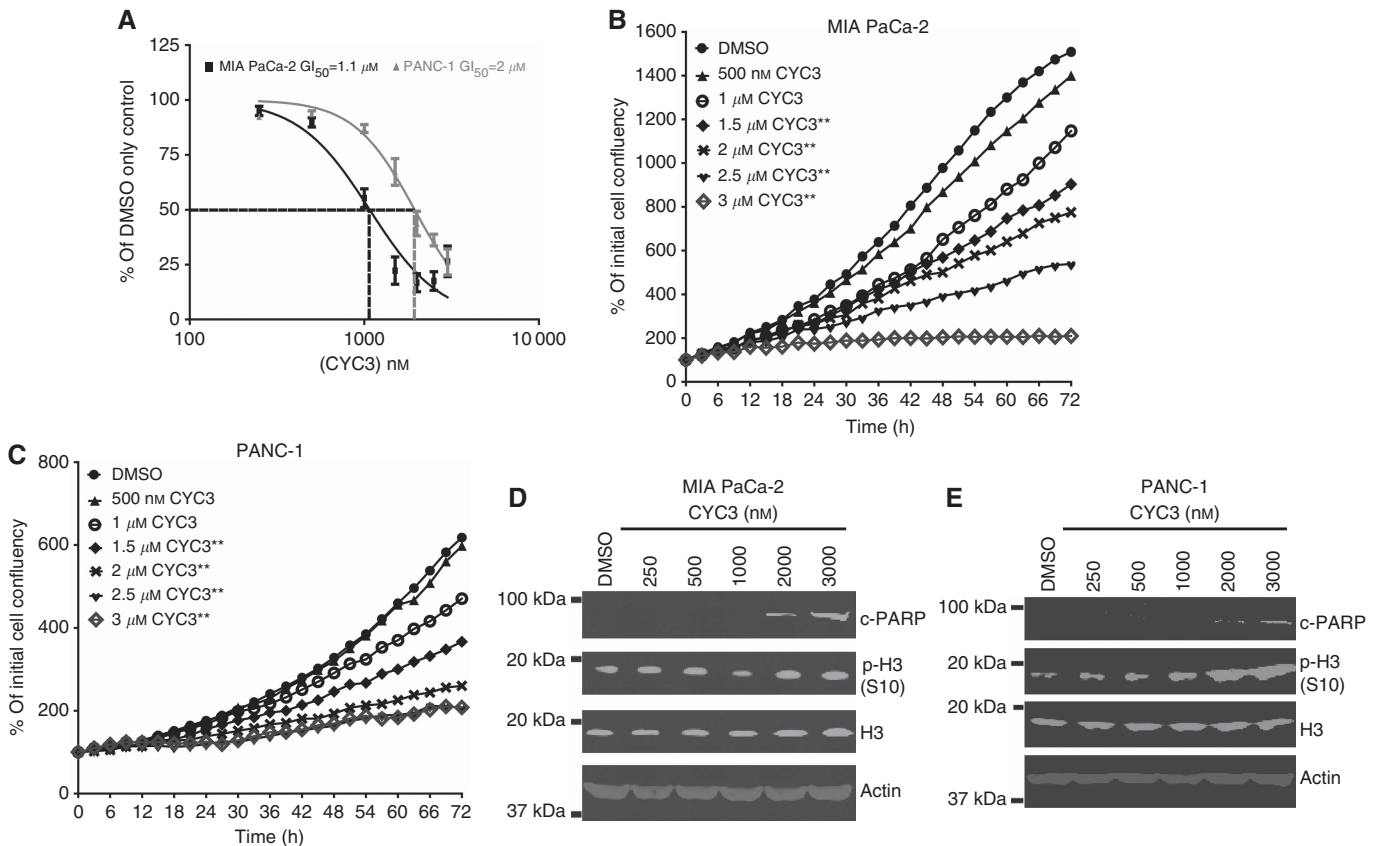 A
125
100
75
50
25
0
% Of DMSO only control
MIA PaCa-2 GI50=1.1 μM
PANC-1 GI50=2 μM
100
1000
10 000
(CYC3) nM
B
MIA PaCa-2
1600
1400
1200
1000
800
600
400
200
0
% Of initial cell confluency
DMSO
500 nM CYC3
1 μM CYC3
1.5 μM CYC3**
2 μM CYC3**
2.5 μM CYC3**
3 μM CYC3**
0 6 12 18 24 30 36 42 48 54 60 66 72
Time (h)
C
PANC-1
800
600
400
200
0
% Of initial cell confluency
DMSO
500 nM CYC3
1 μM CYC3
1.5 μM CYC3**
2 μM CYC3**
2.5 μM CYC3**
3 μM CYC3**
0 6 12 18 24 30 36 42 48 54 60 66 72
Time (h)
D
MIA PaCa-2
CYC3 (nM)
DMSO 250 500 1000 2000 3000
100 kDa
c-PARP
20 kDa
p-H3
(S10)
20 kDa
H3
Actin
37 kDa
E
PANC-1
CYC3 (nM)
DMSO 250 500 1000 2000 3000
100 kDa
c-PARP
20 kDa
p-H3
(S10)
20 kDa
H3
Actin
37 kDa